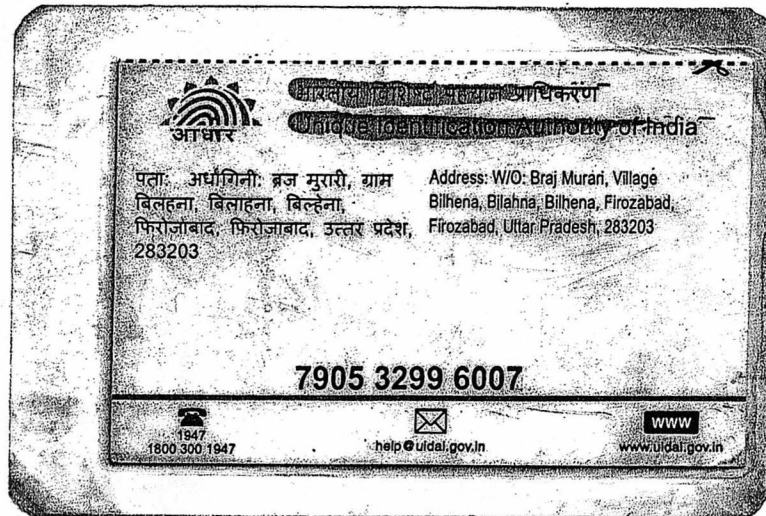 आधार
भारतीय विशिष्ट पहचान प्राधिकरण
Unique Identification Authority of India
पता: अर्धांगिनी: ब्रज मुरारी, ग्राम
बिलहना, बिलाहना, बिल्हेना,
फिरोजाबाद, फिरोजाबाद, उत्तर प्रदेश,
283203
Address: W/O: Braj Murari, Village
Bilhena, Bilahna, Bilhena, Firozabad,
Firozabad, Uttar Pradesh, 283203
7905 3299 6007
1947
1800 300 1947
help@uidai.gov.in
WWW
www.uidai.gov.in